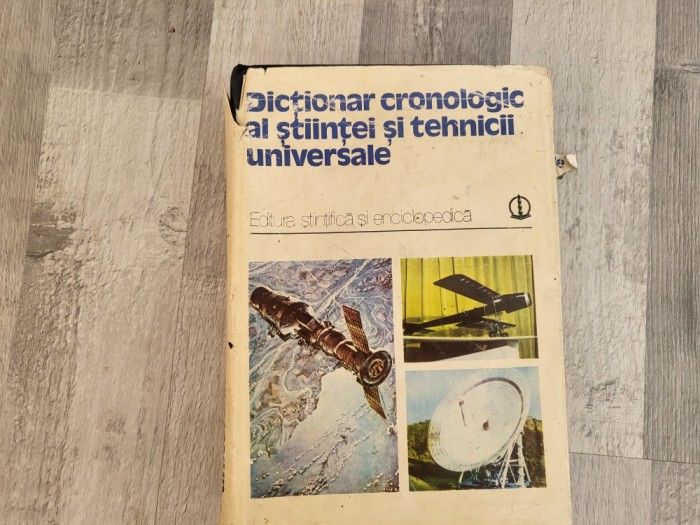 Dicționar cronologic
al științei și tehnicii
universale
Editura științifică și enciclopedică